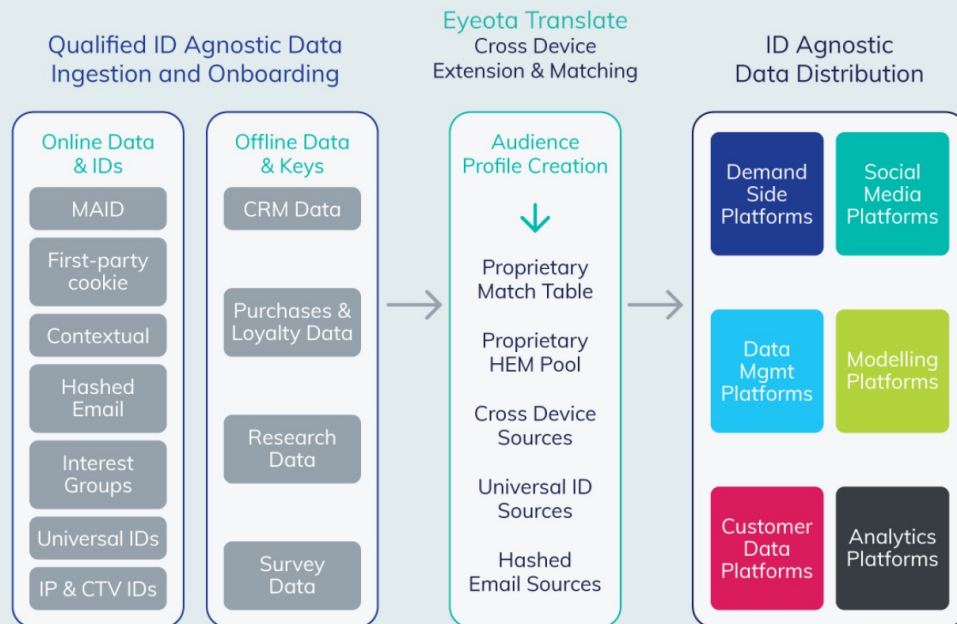 Qualified ID Agnostic Data
Ingestion and Onboarding
Online Data
& IDs
MAID
First-party
cookie
Contextual
Hashed
Email
Interest
Groups
Universal IDs
IP & CTV IDs
Offline Data
& Keys
CRM Data
Purchases &
Loyalty Data
Research
Data
Survey
Data
Eyeota Translate
Cross Device
Extension & Matching
Audience
Profile Creation
Proprietary
Match Table
Proprietary
HEM Pool
Cross Device
Sources
Universal ID
Sources
Hashed
Email Sources
ID Agnostic
Data Distribution
Demand
Side
Platforms
Social
Media
Platforms
Data
Mgmt
Platforms
Modelling
Platforms
Customer
Data
Platforms
Analytics
Platforms